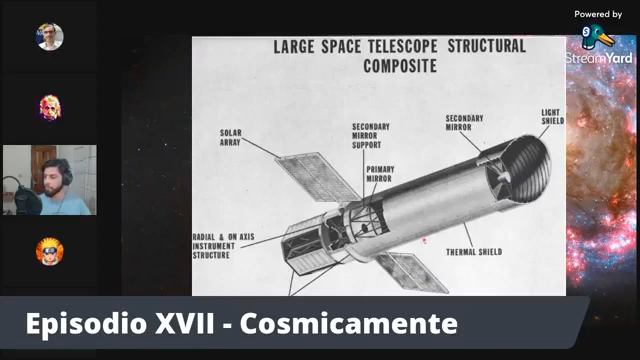 Powered by
StreamYard
LARGE SPACE TELESCOPE STRUCTURAL
COMPOSITE
SOLAR
ARRAY
SECONDARY
MIRROR
SUPPORT
PRIMARY
MIRROR
SECONDARY
MIRROR
LIGHT
SHIELD
RADIAL & ON AXIS
INSTRUMENT
STRUCTURE
THERMAL SHIELD
Episodio XVII - Cosmicamente